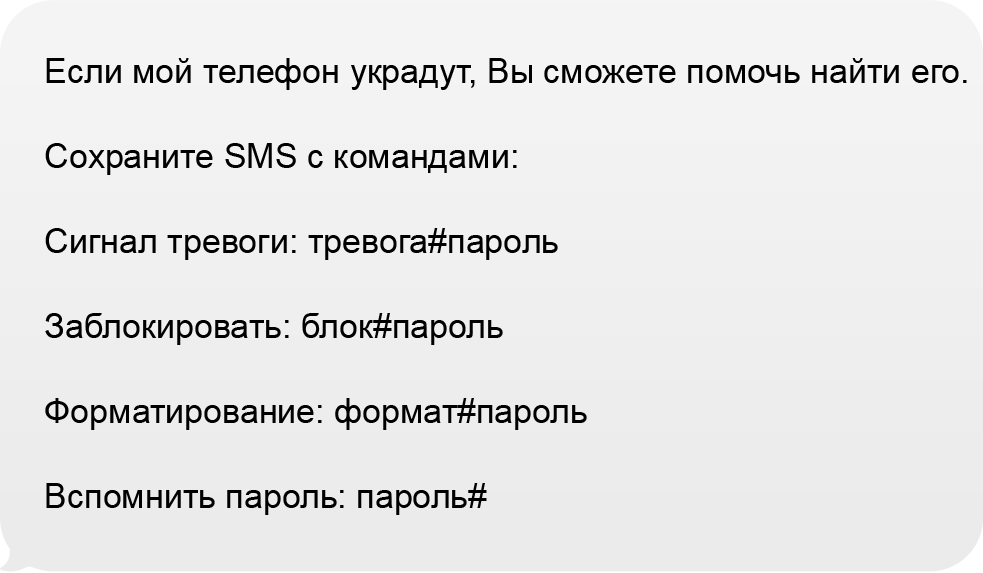 Если мой телефон украдут, Вы сможете помочь найти его.
Сохраните SMS с командами:
Сигнал тревоги: тревога#пароль
Заблокировать: блок#пароль
Форматирование: формат#пароль
Вспомнить пароль: пароль#